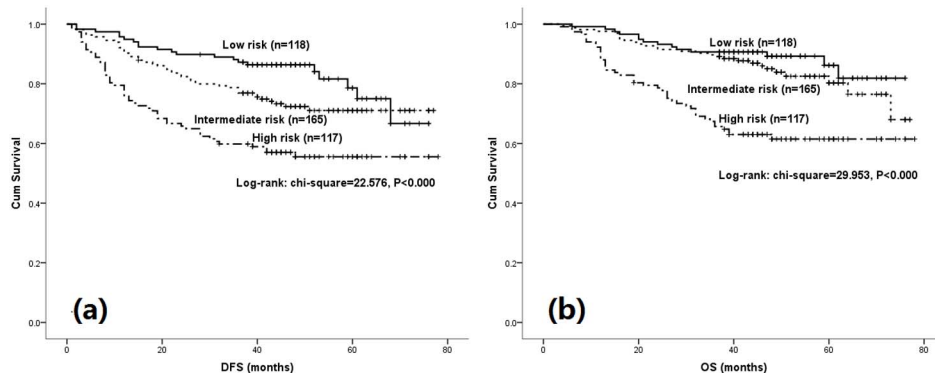 1.0
0.8
0.6
0.4
0.2
0.0
Cum Survival
Low risk (n=118)
Intermediate risk (n=165)
High risk (n=117)
Log-rank: chi-square=22.576, P<0.000
(a)
0 20 40 60 80
DFS (months)
1.0
0.8
0.6
0.4
0.2
0.0
Cum Survival
Low risk (n=118)
Intermediate risk (n=165)
High risk (n=117)
Log-rank: chi-square=29.953, P<0.000
(b)
0 20 40 60 80
OS (months)